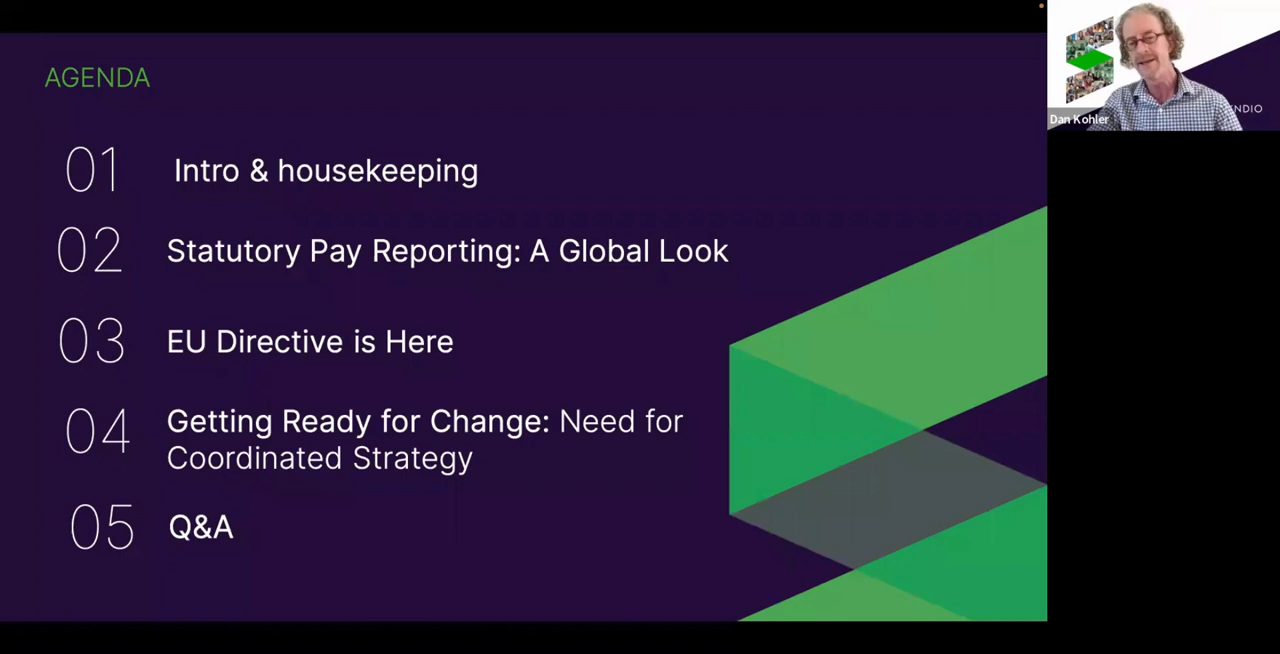 AGENDA
01
Intro & housekeeping
02
Statutory Pay Reporting: A Global Look
03
EU Directive is Here
04
Getting Ready for Change: Need for
Coordinated Strategy
05
Q&A
Dan Kohler
NDIO